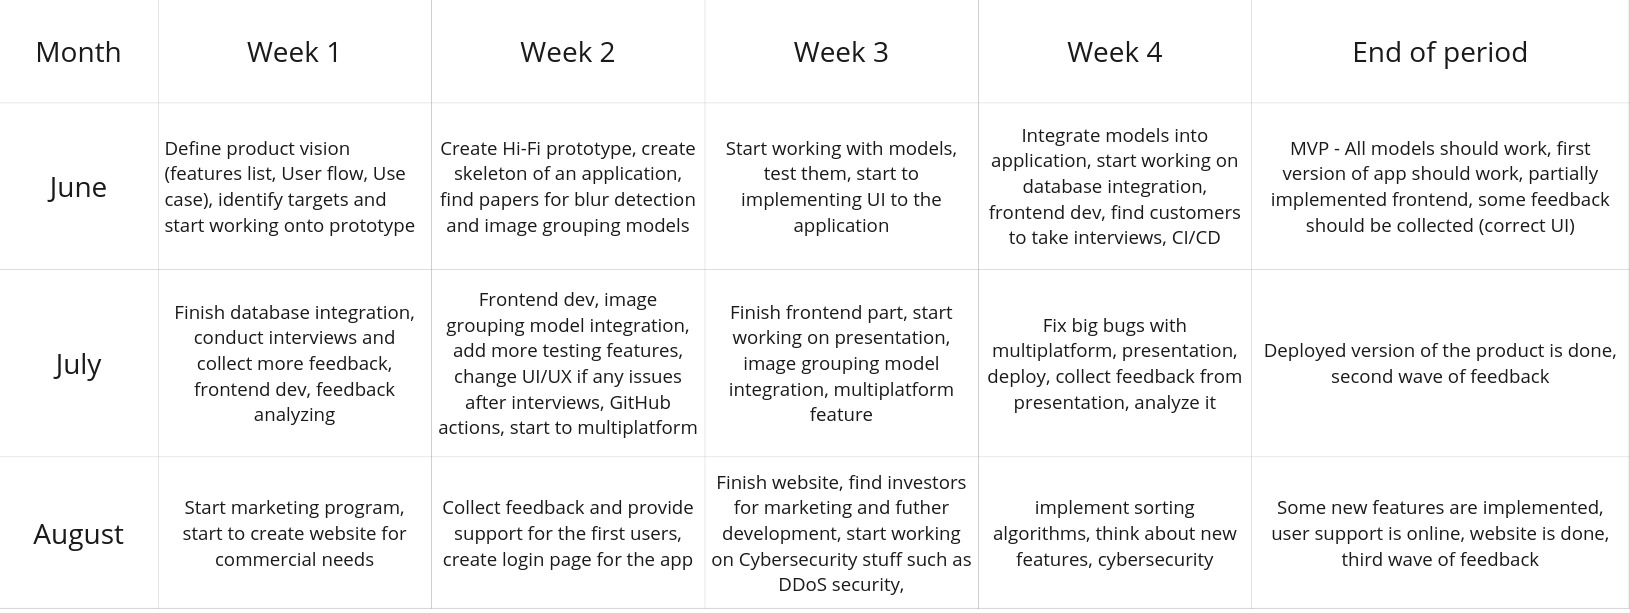 Month
Week 1
Week 2
Week 3
Week 4
End of period
June
Define product vision
(features list, User flow, Use
case), identify targets and
start working onto prototype
Create Hi-Fi prototype, create
skeleton of an application,
find papers for blur detection
and image grouping models
Start working with models,
test them, start to
implementing UI to the
application
Integrate models into
application, start working on
database integration,
frontend dev, find customers
to take interviews, CI/CD
MVP - All models should work, first
version of app should work, partially
implemented frontend, some feedback
should be collected (correct UI)
July
Finish database integration,
conduct interviews and
collect more feedback,
frontend dev, feedback
analyzing
Frontend dev, image
grouping model integration,
add more testing features,
change UI/UX if any issues
after interviews, GitHub
actions, start to multiplatform
Finish frontend part, start
working on presentation,
image grouping model
integration, multiplatform
feature
Fix big bugs with
multiplatform, presentation,
deploy, collect feedback from
presentation, analyze it
Deployed version of the product is done,
second wave of feedback
August
Start marketing program,
start to create website for
commercial needs
Collect feedback and provide
support for the first users,
create login page for the app
Finish website, find investors
for marketing and futher
development, start working
on Cybersecurity stuff such as
DDoS security,
implement sorting
algorithms, think about new
features, cybersecurity
Some new features are implemented,
user support is online, website is done,
third wave of feedback